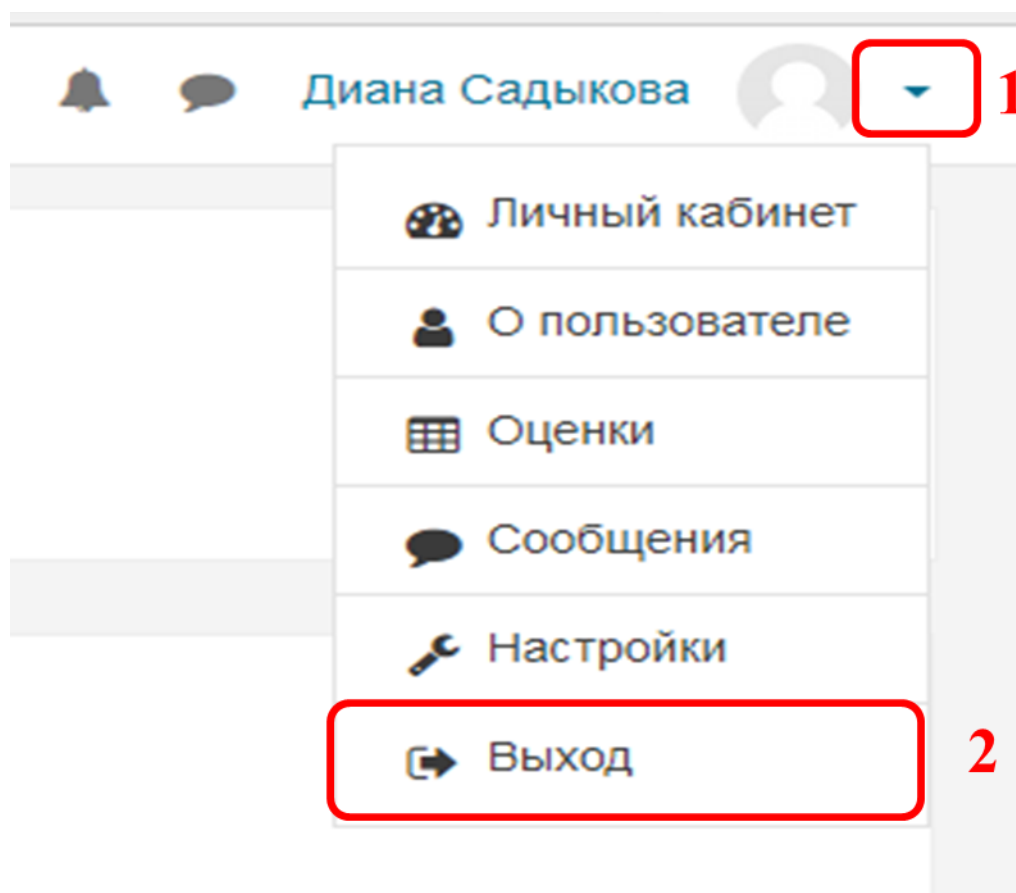 Диана Садыкова 1
Личный кабинет
О пользователе
Оценки
Сообщения
Настройки
Выход 2